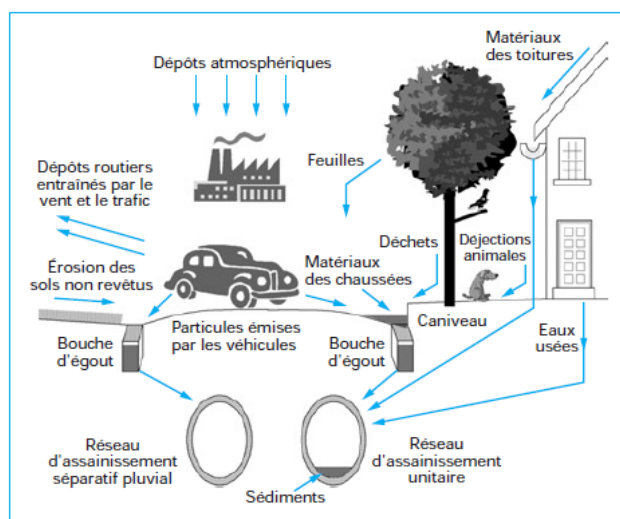 Matériaux
des toitures
Dépôts atmosphériques
Feuilles
Dépôts routiers
entraînés par le
vent et le trafic
Déchets
Déjections
animales
Matériaux
des chaussées
Érosion des
sols non revêtus
Particules émises
par les véhicules
Caniveau
Bouche
d'égout
Bouche
d'égout
Eaux
usées
Réseau
d'assainissement
séparatif pluvial
Réseau
d'assainissement
unitaire
Sédiments